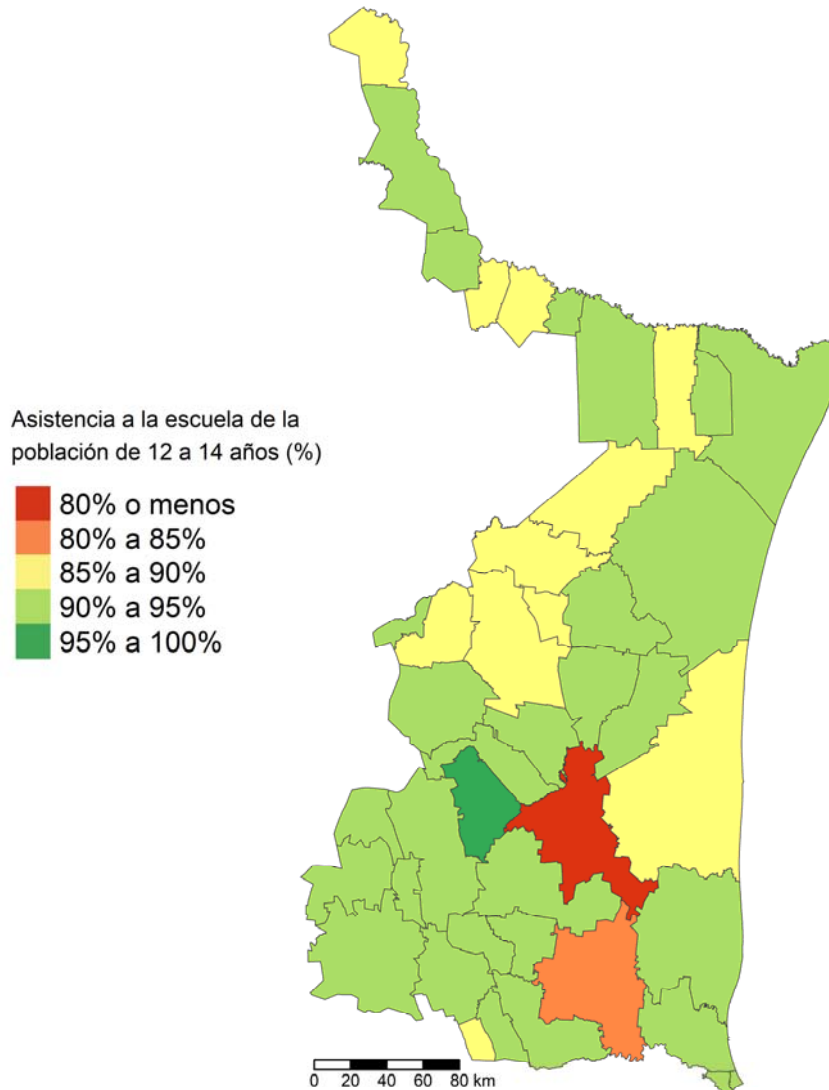 Asistencia a la escuela de la
población de 12 a 14 años (%)
80% o menos
80% a 85%
85% a 90%
90% a 95%
95% a 100%
0 20 40 60 80 km